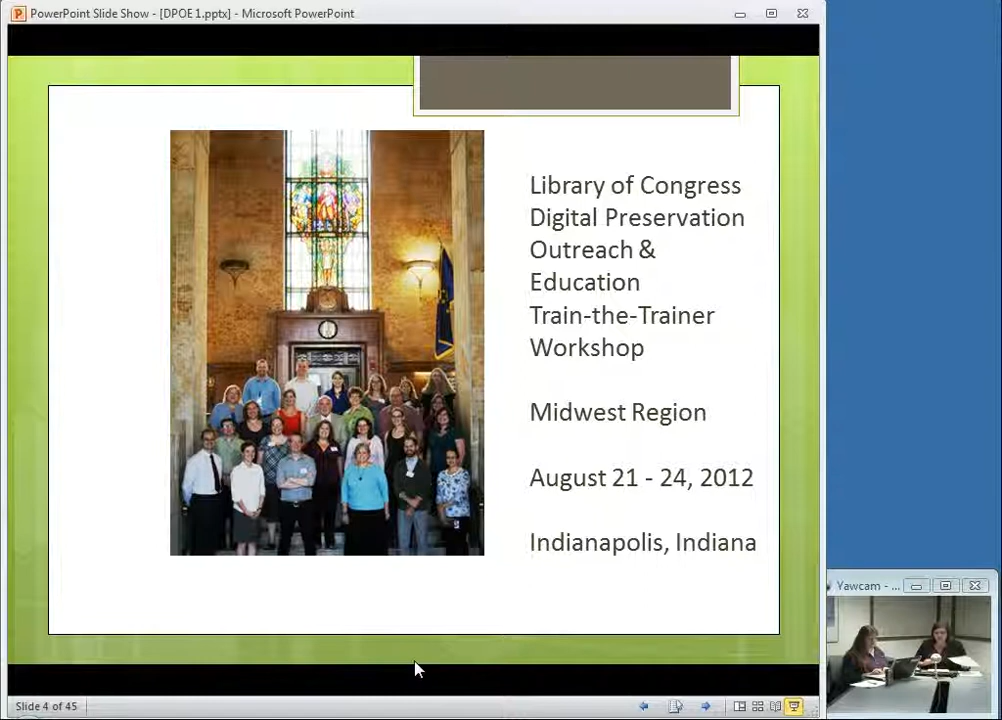 PowerPoint Slide Show - [DPOE 1.pptx] - Microsoft PowerPoint
Library of Congress
Digital Preservation
Outreach &
Education
Train-the-Trainer
Workshop
Midwest Region
August 21 - 24, 2012
Indianapolis, Indiana
Yawcam - ...
Slide 4 of 45